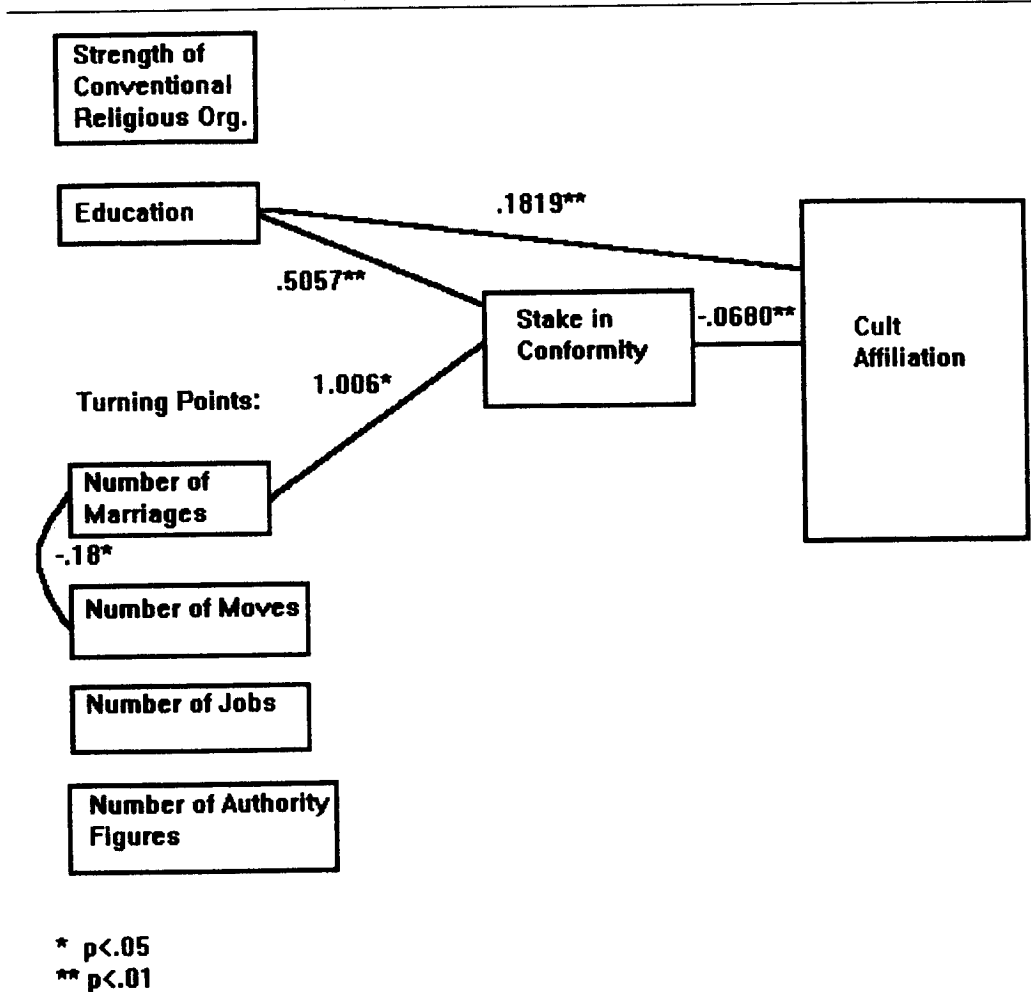 Strength of
Conventional
Religious Org.
Education
.1819**
.5057**
Stake in
Conformity
-.0680**
Cult
Affiliation
1.006*
Turning Points:
Number of
Marriages
-.18*
Number of Moves
Number of Jobs
Number of Authority
Figures
* p<.05
** p<.01